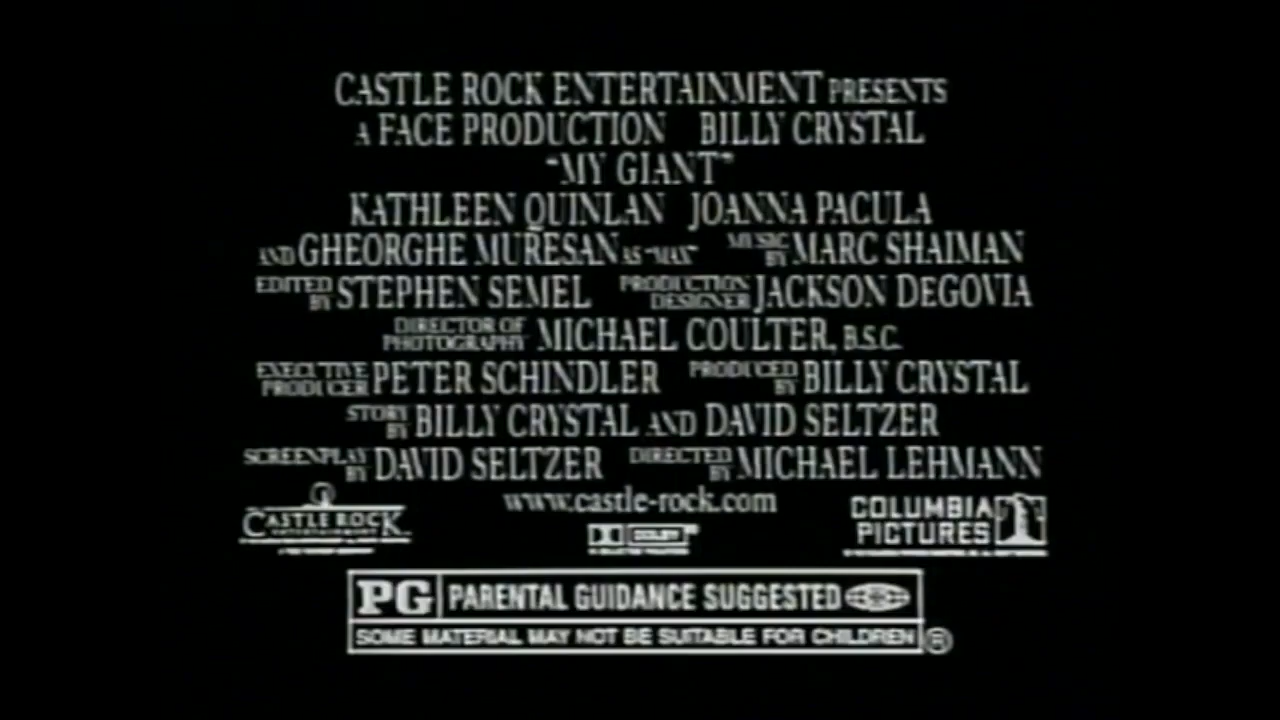 CASTLE ROCK ENTERTAINMENT PRESENTS
A FACE PRODUCTION BILLY CRYSTAL
"MY GIANT"
KATHLEEN QUINLAN JOANNA PACULA
AND GHEORGHE MURESAN AS "MAX" MUSIC BY MARC SHAIMAN
EDITED BY STEPHEN SEMEL PRODUCTION DESIGNER JACKSON DeGOVIA
DIRECTOR OF PHOTOGRAPHY MICHAEL COULTER, B.S.C.
EXECUTIVE PRODUCER PETER SCHINDLER PRODUCED BY BILLY CRYSTAL
STORY BY BILLY CRYSTAL AND DAVID SELTZER
SCREENPLAY BY DAVID SELTZER DIRECTED BY MICHAEL LEHMANN
www.castle-rock.com
CASTLE ROCK ENTERTAINMENT
DOLBY
COLUMBIA PICTURES
PG PARENTAL GUIDANCE SUGGESTED
SOME MATERIAL MAY NOT BE SUITABLE FOR CHILDREN ®